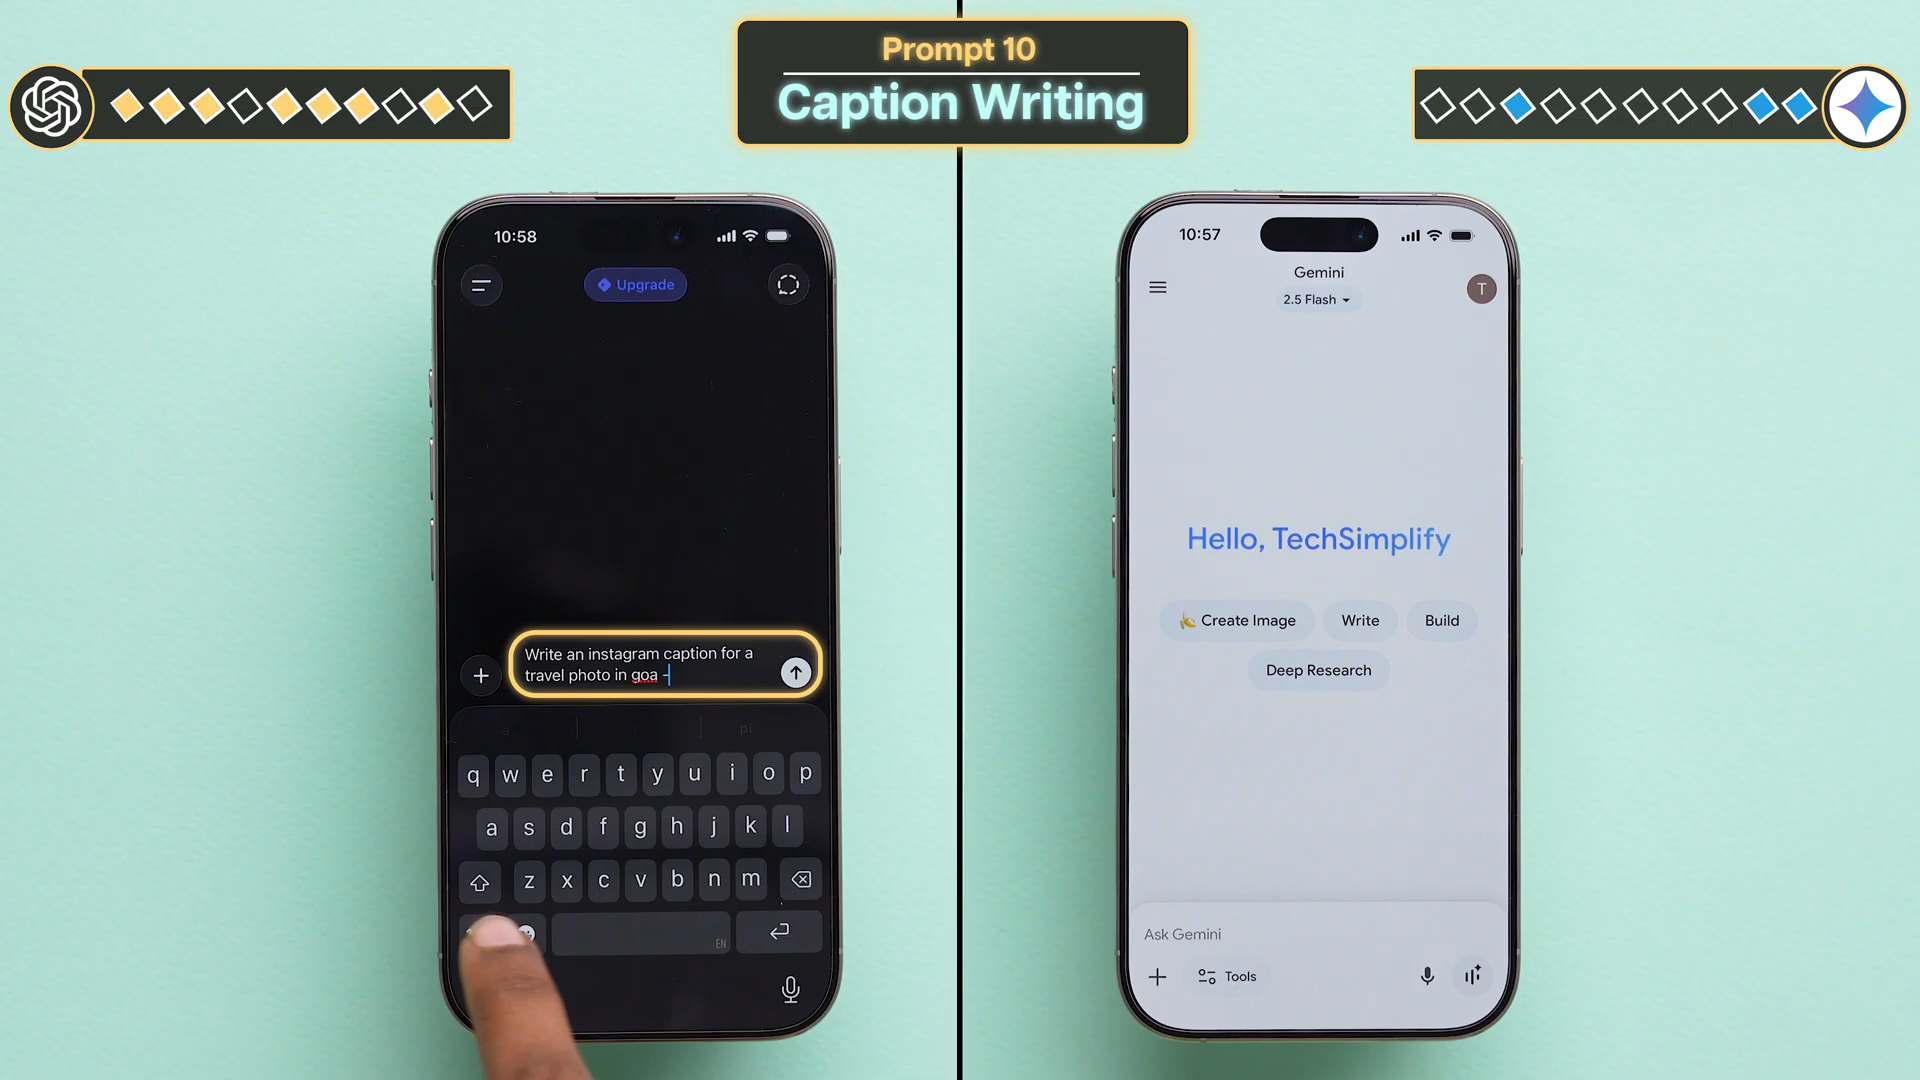 Prompt 10
Caption Writing
10:58
Upgrade
Write an instagram caption for a
travel photo in goa -
q w e r t y u i o p
a s d f g h j k l
z x c v b n m
EN
10:57
Gemini
2.5 Flash
T
Hello, TechSimplify
Create Image
Write
Build
Deep Research
Ask Gemini
Tools